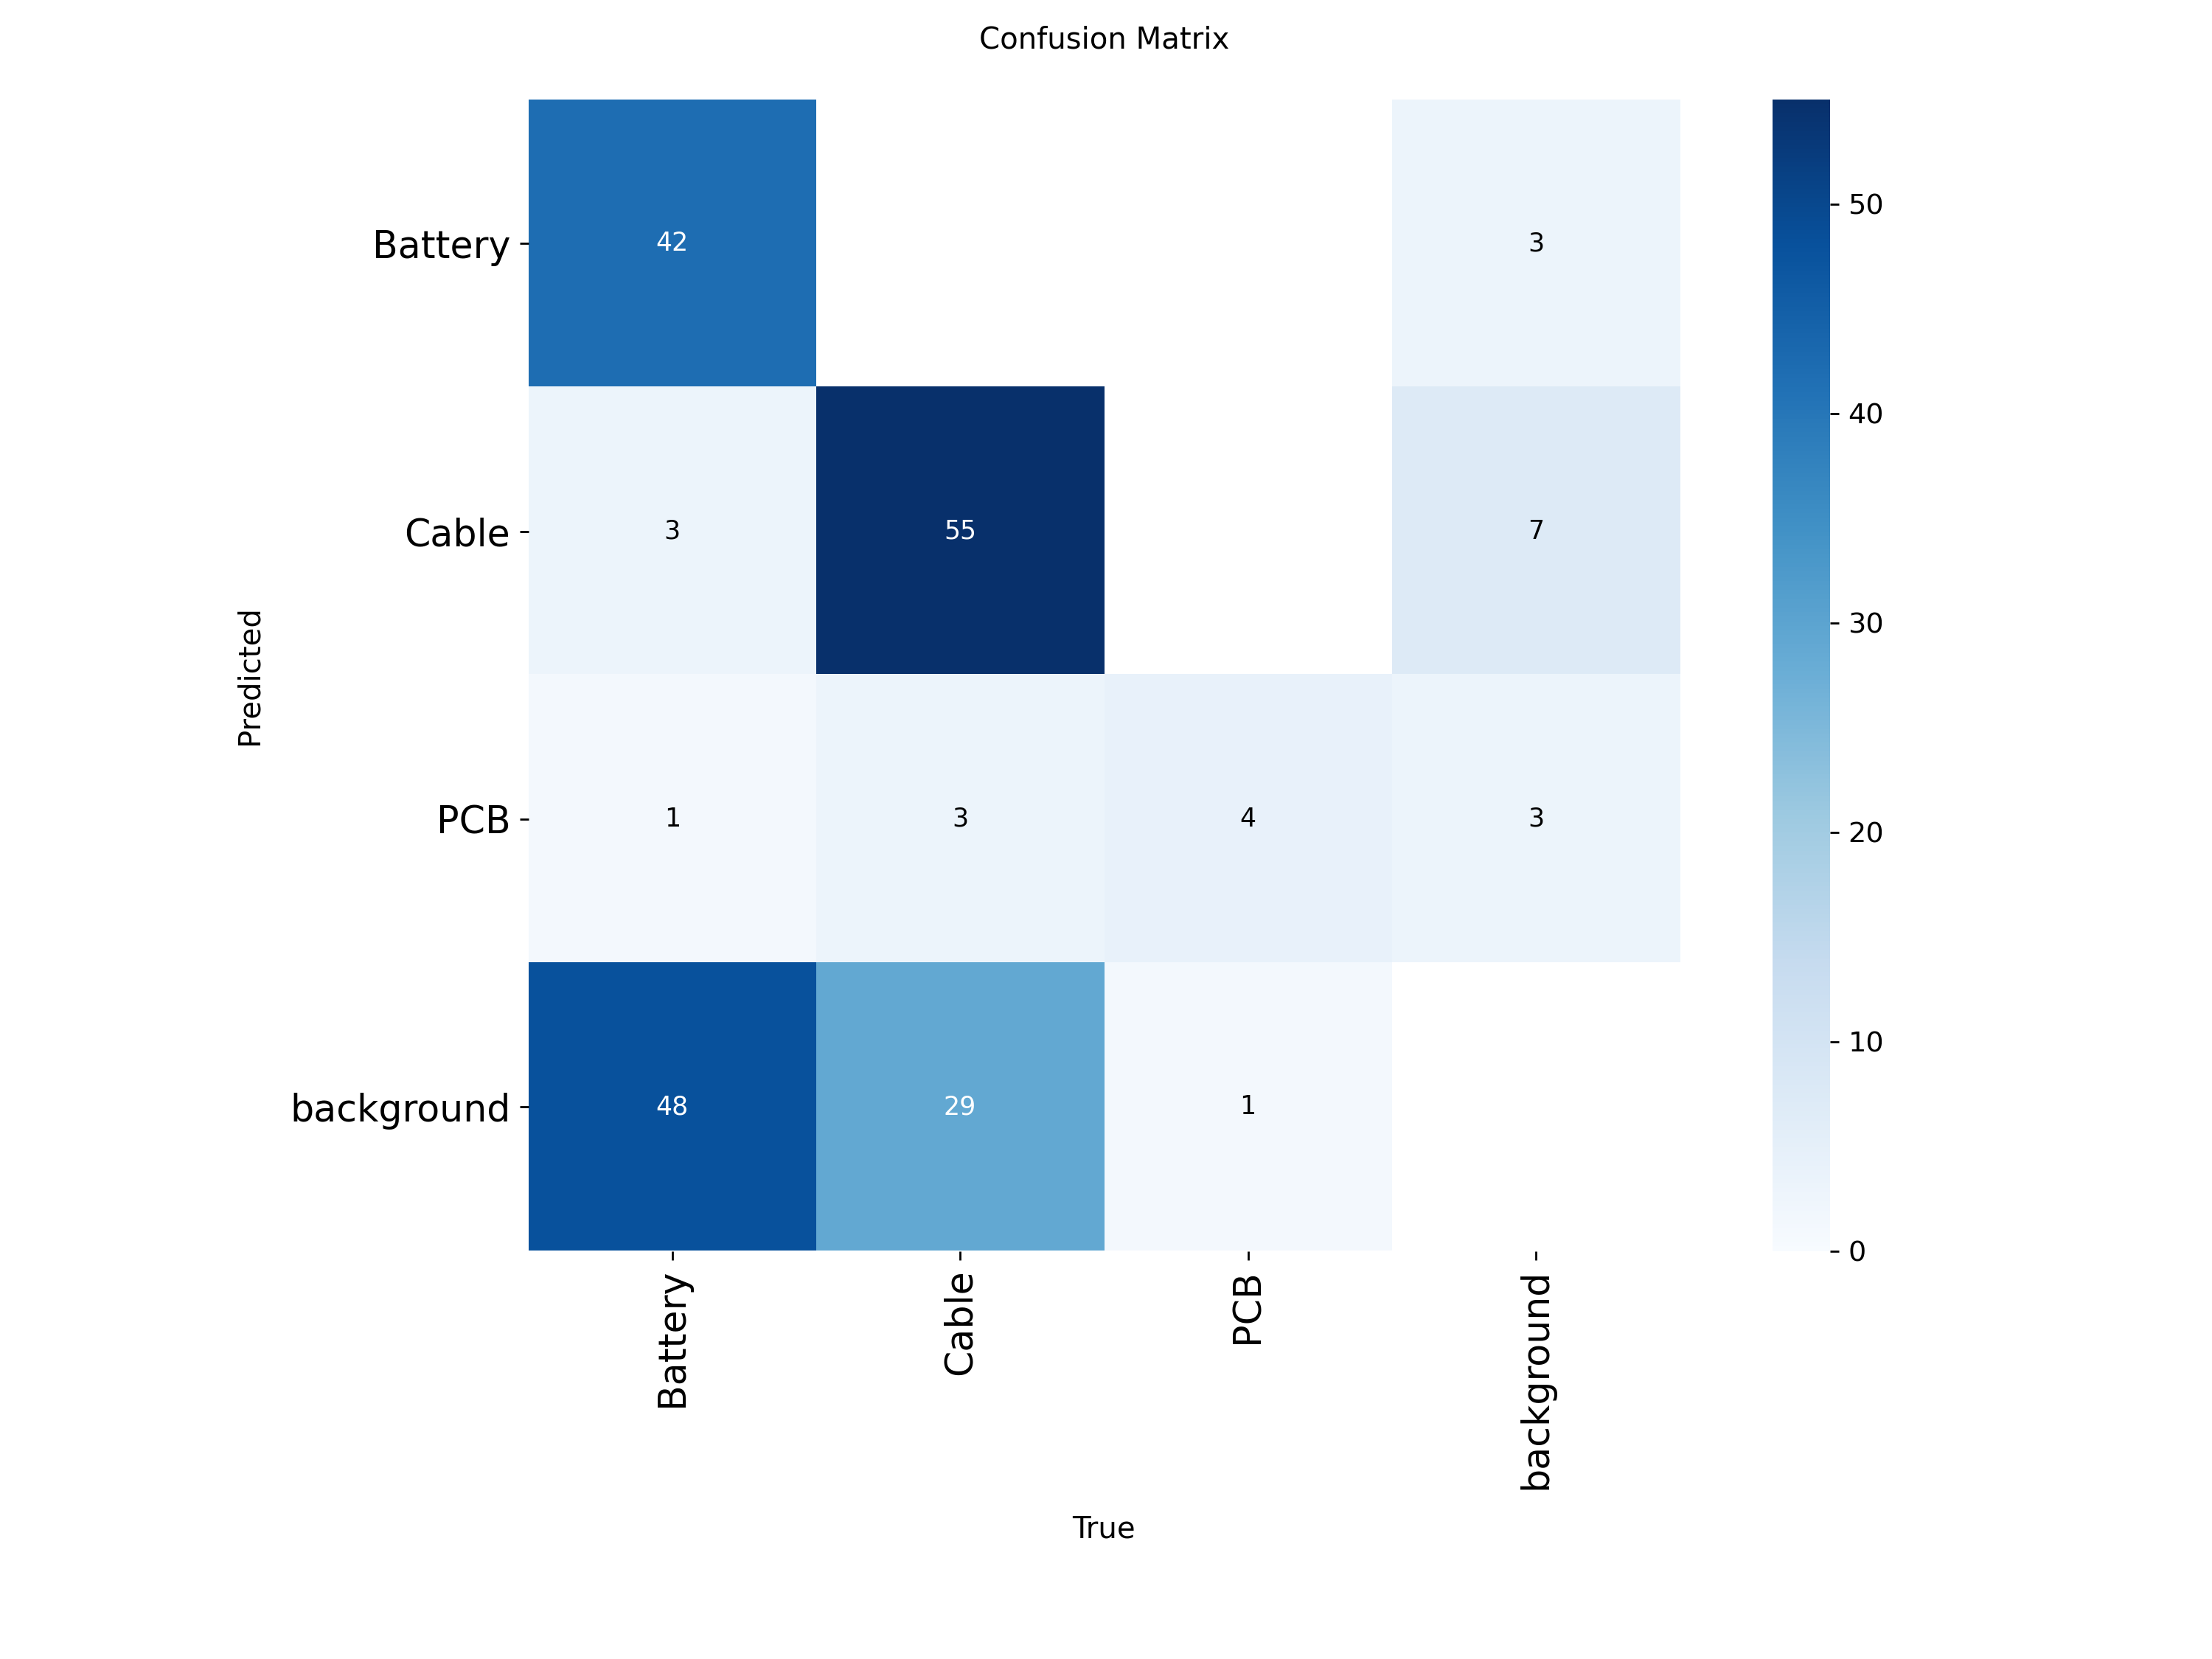 Confusion Matrix
Battery
42
3
50
40
Cable
3
55
7
30
Predicted
PCB
1
3
4
3
20
10
background
48
29
1
0
Battery
Cable
PCB
background
True